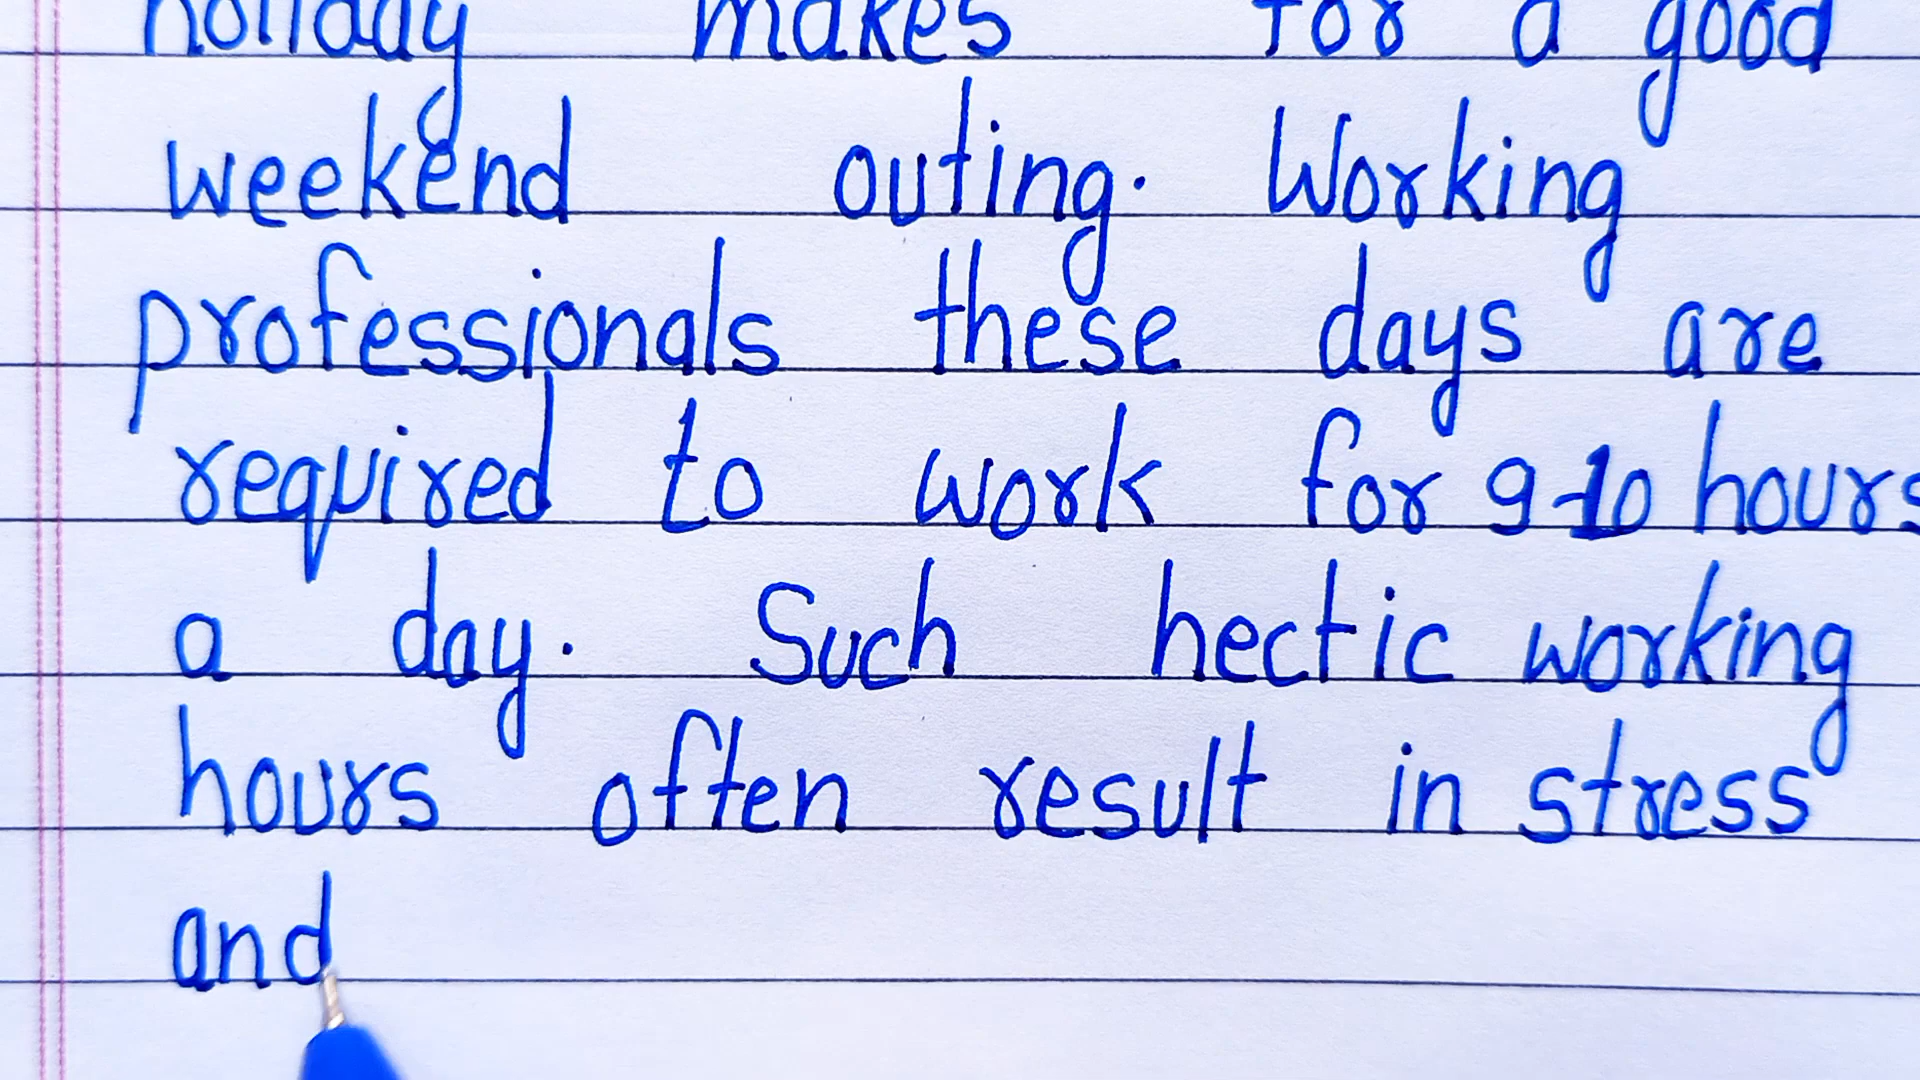 holiday makes for a good
weekend outing. Working
professionals these days are
required to work for 9-10 hours
a day. Such hectic working
hours often result in stress
and